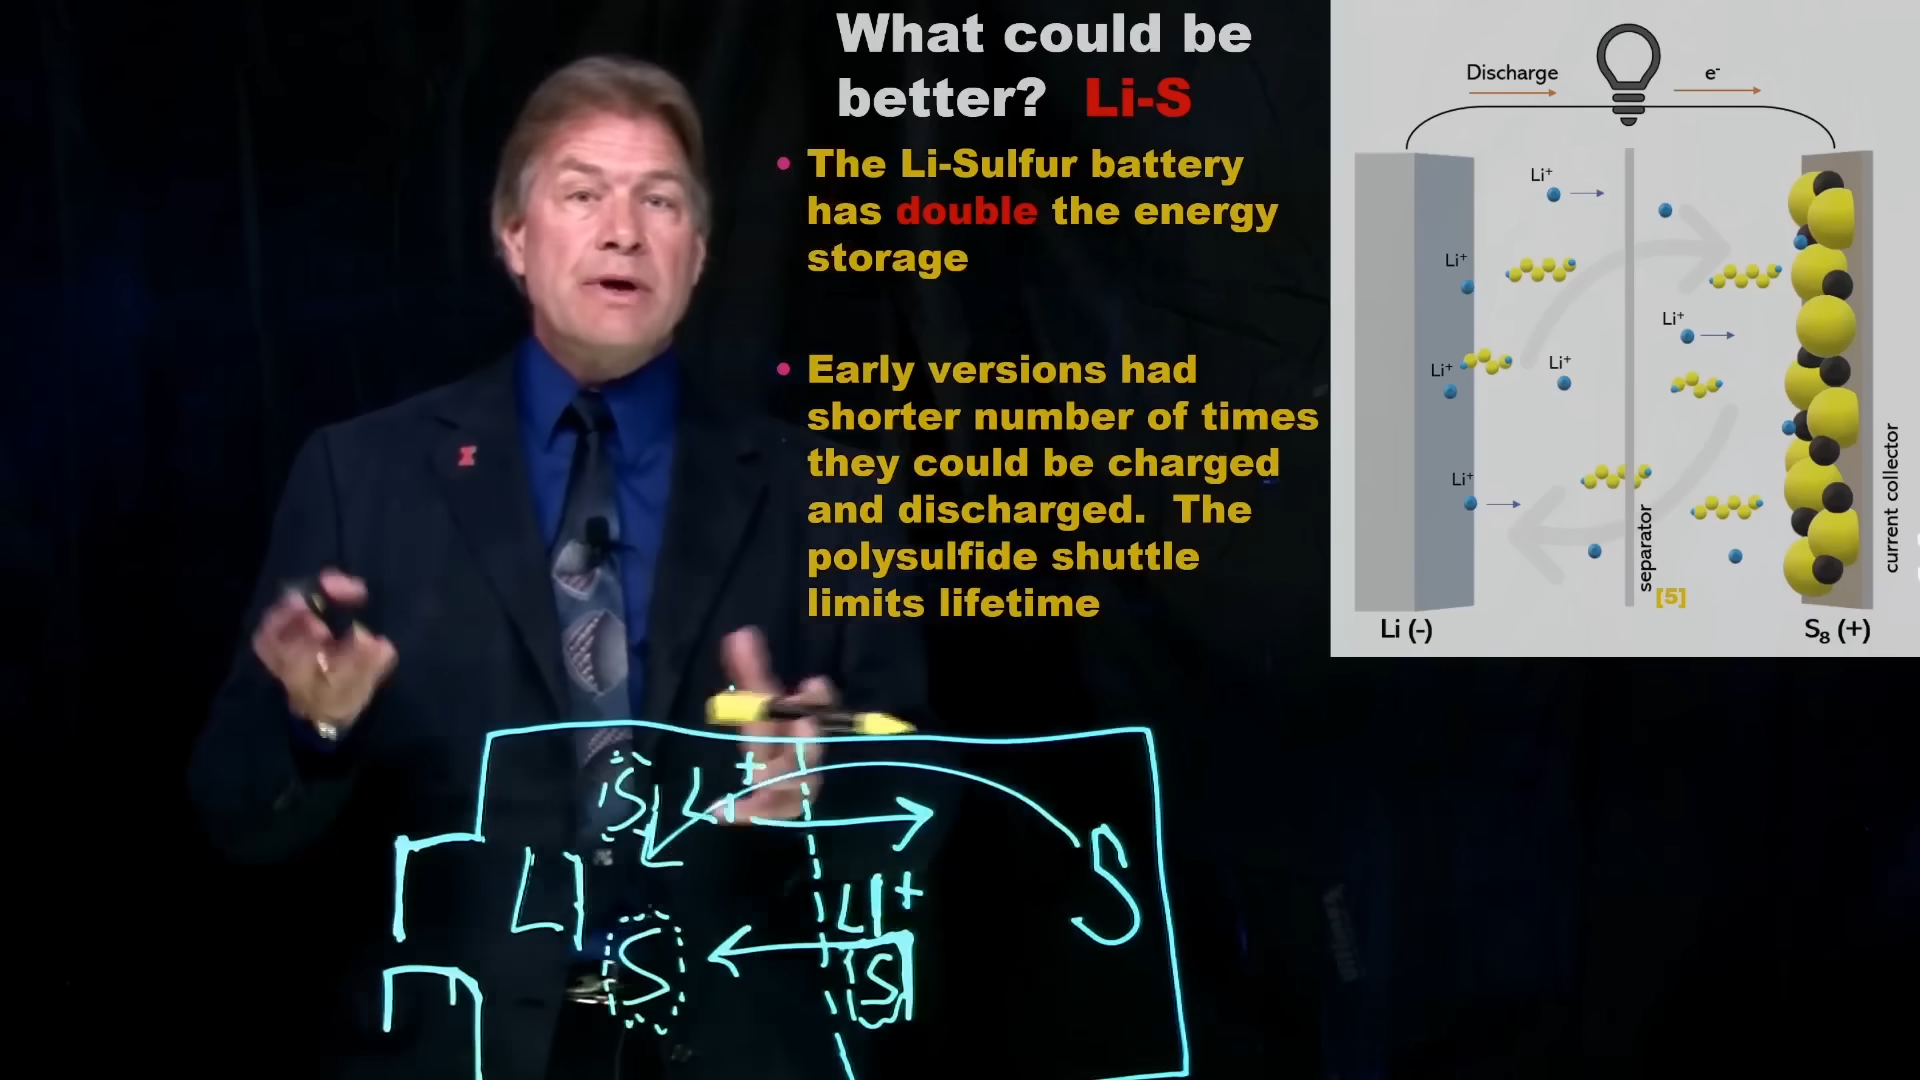 What could be
better? Li-S
• The Li-Sulfur battery
has double the energy
storage
• Early versions had
shorter number of times
they could be charged
and discharged. The
polysulfide shuttle
limits lifetime
Discharge
e-
Li+
Li+
Li+
Li+
Li+
Li+
separator
[5]
current collector
Li (-)
S₈ (+)
S Li+
LI
S
LI+
S
S